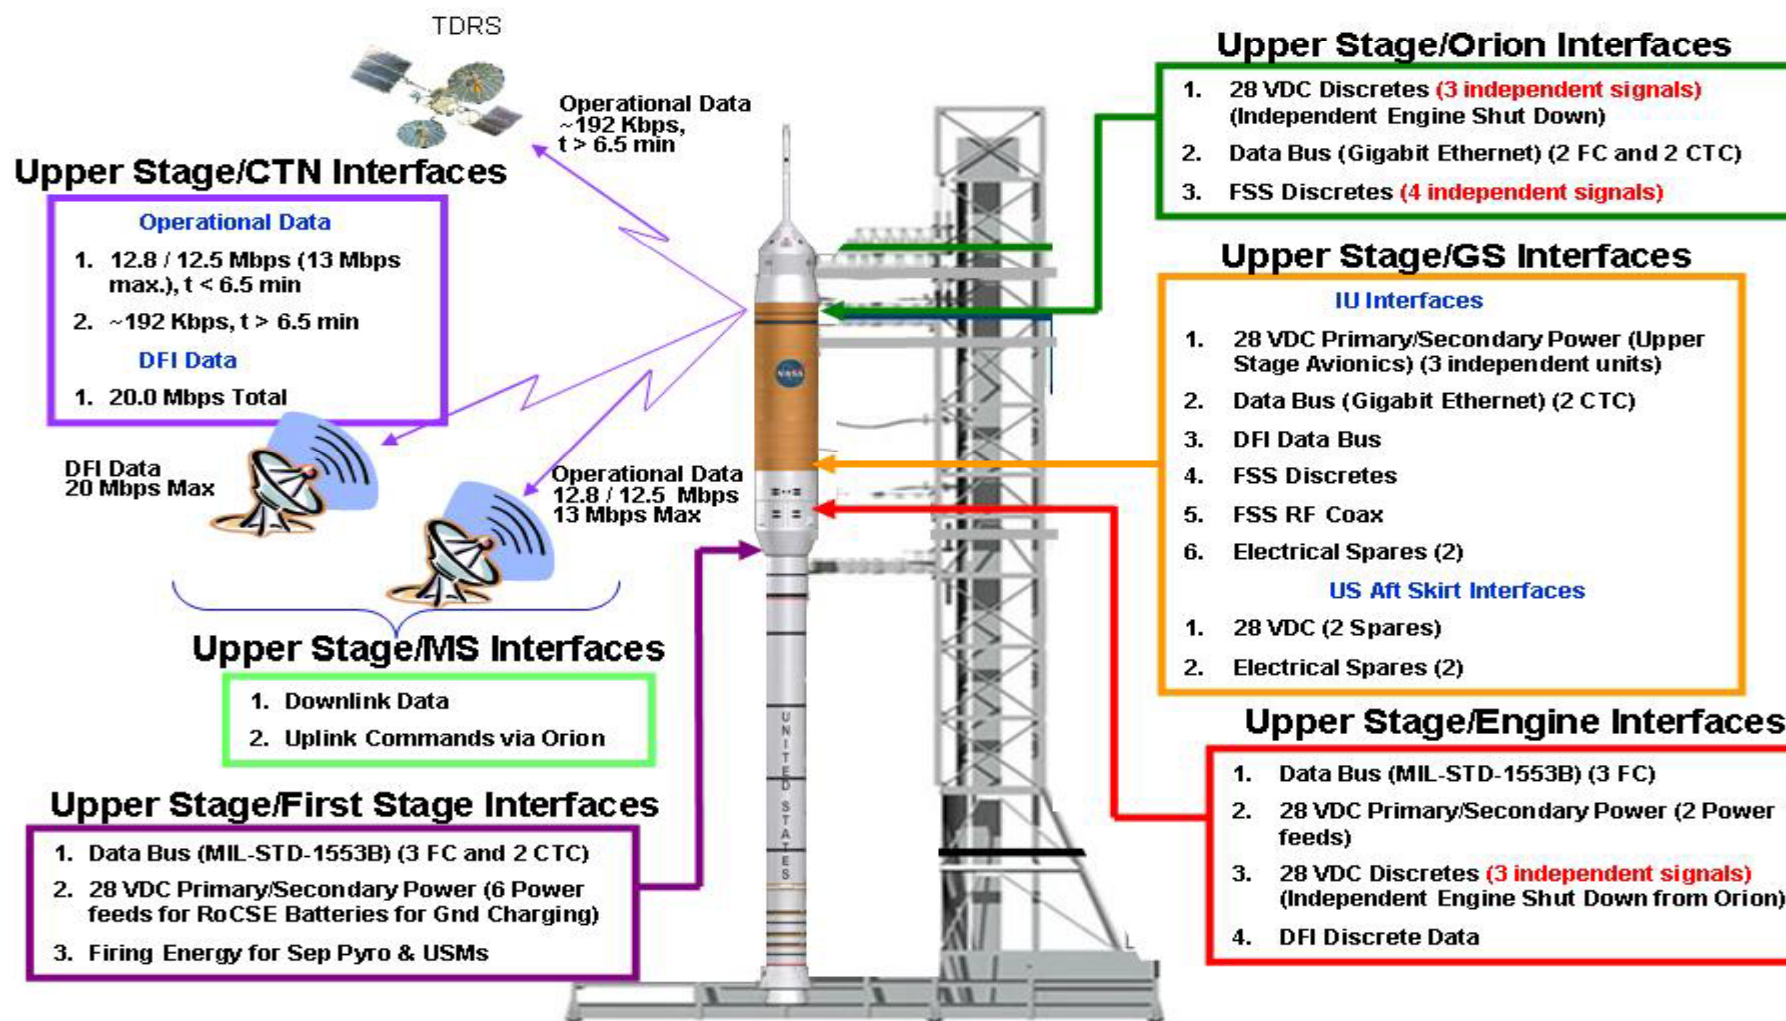 TDRS
Operational Data
~192 Kbps,
t > 6.5 min
Upper Stage/CTN Interfaces
Operational Data
1. 12.8 / 12.5 Mbps (13 Mbps
max.), t < 6.5 min
2. ~192 Kbps, t > 6.5 min
DFI Data
1. 20.0 Mbps Total
DFI Data
20 Mbps Max
Operational Data
12.8 / 12.5 Mbps
13 Mbps Max
Upper Stage/MS Interfaces
1. Downlink Data
2. Uplink Commands via Orion
Upper Stage/First Stage Interfaces
1. Data Bus (MIL-STD-1553B) (3 FC and 2 CTC)
2. 28 VDC Primary/Secondary Power (6 Power
feeds for RoCSE Batteries for Gnd Charging)
3. Firing Energy for Sep Pyro & USMs
NASA
UNITED STATES
Upper Stage/Orion Interfaces
1. 28 VDC Discretes (3 independent signals)
(Independent Engine Shut Down)
2. Data Bus (Gigabit Ethernet) (2 FC and 2 CTC)
3. FSS Discretes (4 independent signals)
Upper Stage/GS Interfaces
IU Interfaces
1. 28 VDC Primary/Secondary Power (Upper
Stage Avionics) (3 independent units)
2. Data Bus (Gigabit Ethernet) (2 CTC)
3. DFI Data Bus
4. FSS Discretes
5. FSS RF Coax
6. Electrical Spares (2)
US Aft Skirt Interfaces
1. 28 VDC (2 Spares)
2. Electrical Spares (2)
Upper Stage/Engine Interfaces
1. Data Bus (MIL-STD-1553B) (3 FC)
2. 28 VDC Primary/Secondary Power (2 Power
feeds)
3. 28 VDC Discretes (3 independent signals)
(Independent Engine Shut Down from Orion)
4. DFI Discrete Data